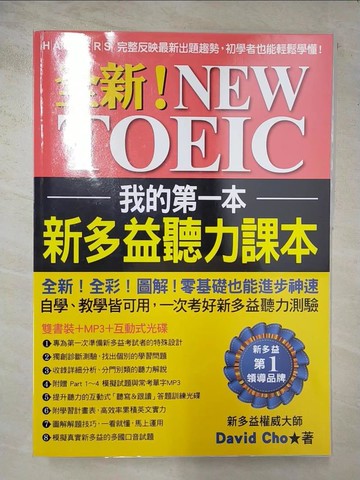 HACKERS 完整反映最新出題趨勢，初學者也能輕鬆學懂！
全新！NEW
TOEIC
我的第一本
新多益聽力課本
全新！全彩！圖解！零基礎也能進步神速
自學、教學皆可用，一次考好新多益聽力測驗
雙書裝＋MP3＋互動式光碟
1 專為第一次準備新多益考試者的特殊設計
2 獨創診斷測驗，找出個別的學習問題
3 收錄詳細分析、分門別類的聽力解說
4 附贈 Part 1～4 模擬試題與常考單字MP3
5 提升聽力的互動式「聽寫&跟讀」答題訓練光碟
6 附學習計畫表，高效率累積英文實力
7 圖解解題技巧，一看就懂，馬上運用
8 模擬真實新多益的多國口音試題
新多益
第1
領導品牌
新多益權威大師
David Cho★著